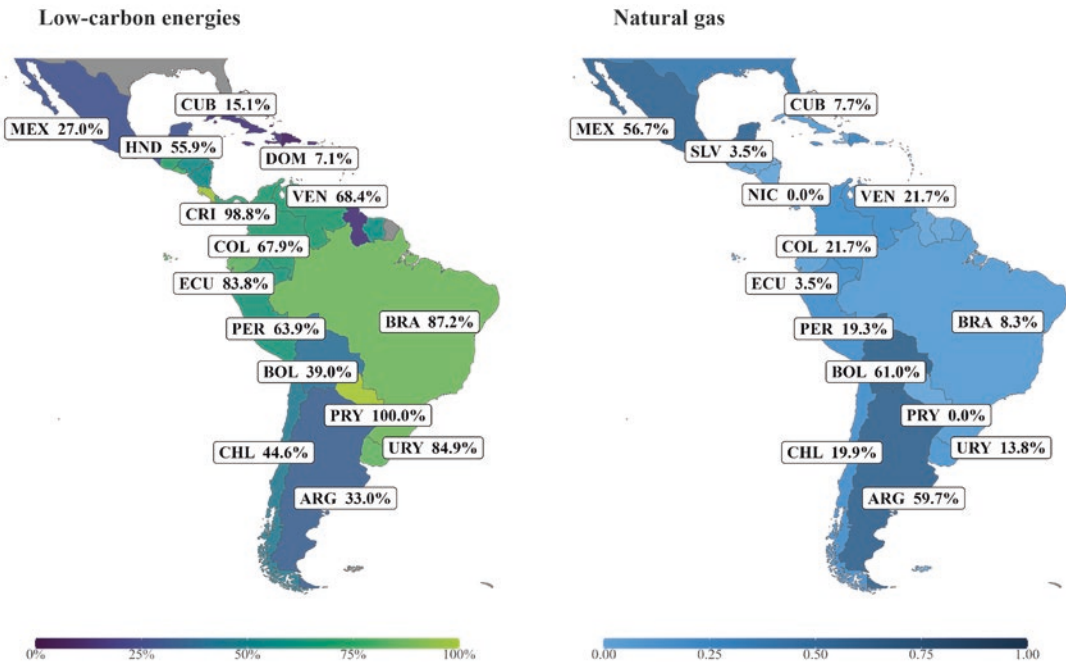 Low-carbon energies
CUB 15.1%
MEX 27.0%
HND 55.9%
DOM 7.1%
VEN 68.4%
CRI 98.8%
COL 67.9%
ECU 83.8%
BRA 87.2%
PER 63.9%
BOL 39.0%
PRY 100.0%
CHL 44.6%
URY 84.9%
ARG 33.0%
0% 25% 50% 75% 100%
Natural gas
CUB 7.7%
MEX 56.7%
SLV 3.5%
NIC 0.0%
VEN 21.7%
COL 21.7%
ECU 3.5%
BRA 8.3%
PER 19.3%
BOL 61.0%
PRY 0.0%
CHL 19.9%
URY 13.8%
ARG 59.7%
0.00 0.25 0.50 0.75 1.00